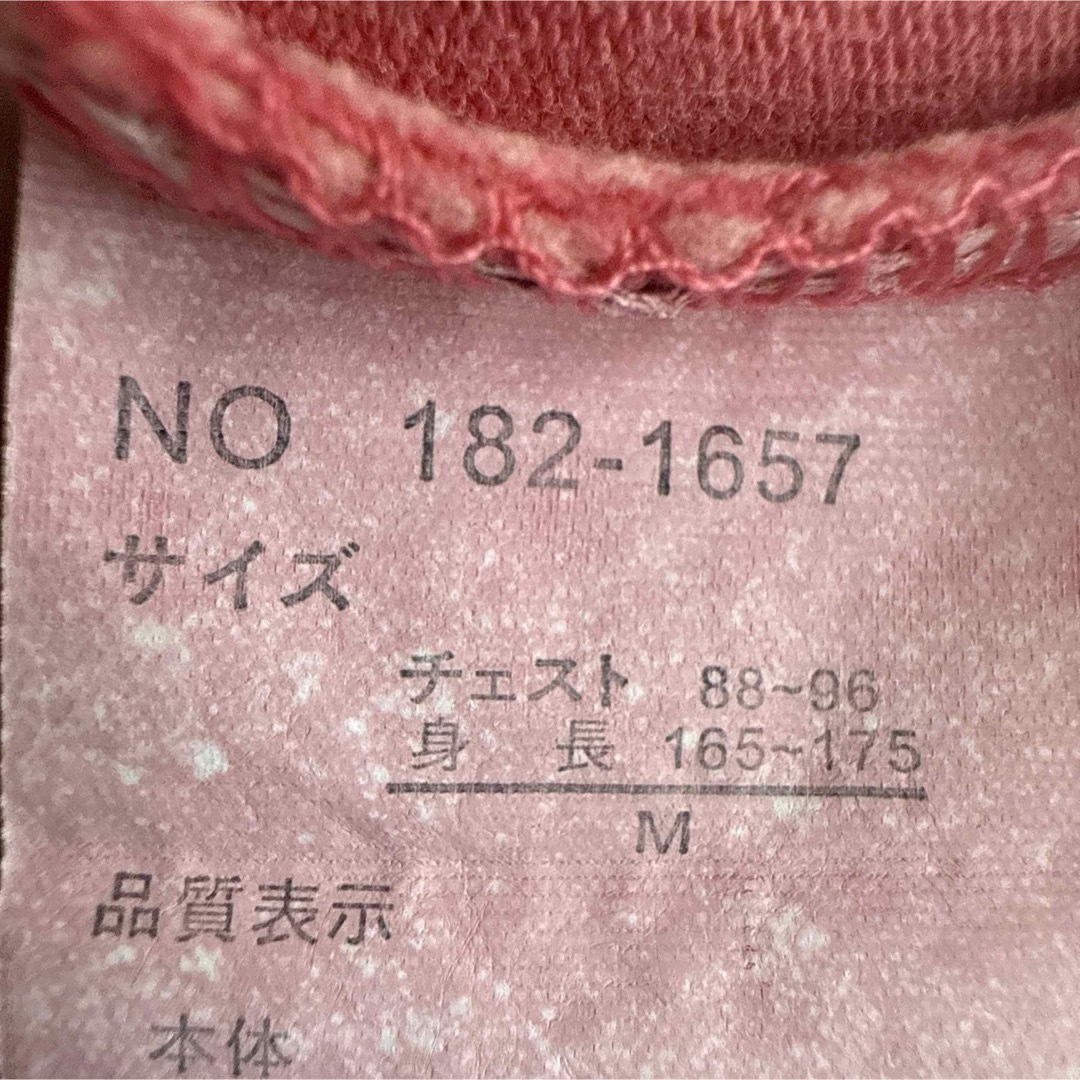 NO 182-1657
サイズ
チェスト 88~96
身長 165~175
M
品質表示
本体